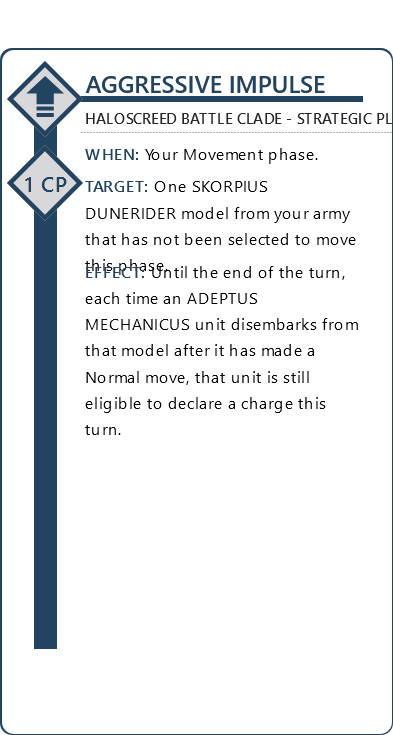 AGGRESSIVE IMPULSE
HALOSCREED BATTLE CLADE - STRATEGIC PL
1 CP
WHEN: Your Movement phase.
TARGET: One SKORPIUS
DUNERIDER model from your army
that has not been selected to move
this phase.
EFFECT: Until the end of the turn,
each time an ADEPTUS
MECHANICUS unit disembarks from
that model after it has made a
Normal move, that unit is still
eligible to declare a charge this
turn.